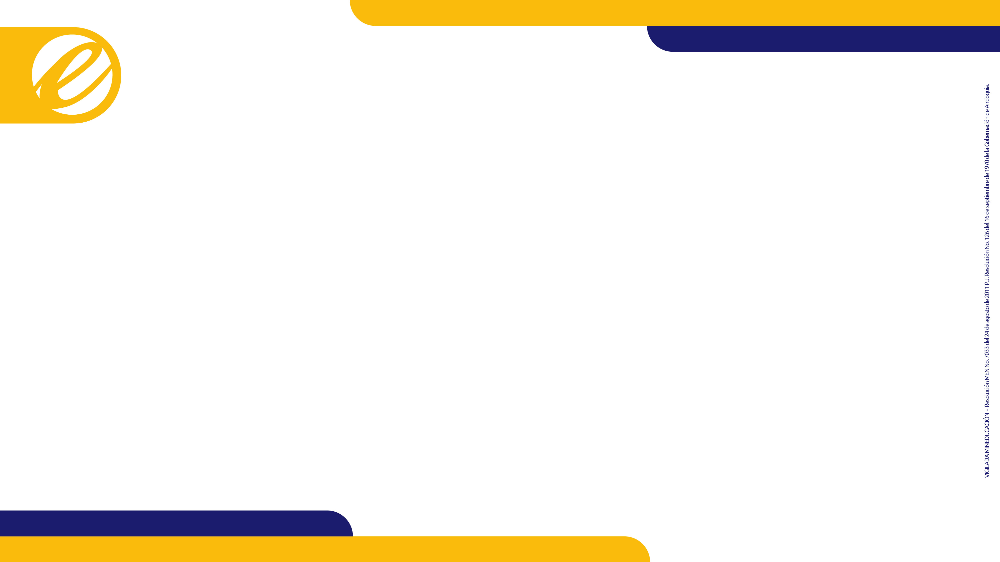 e
VIGILADA MINEDUCACIÓN - Resolución MEN No. 7033 del 24 de agosto de 2011 P.J. Resolución No. 126 del 16 de septiembre de 1970 de la Gobernación de Antioquia.